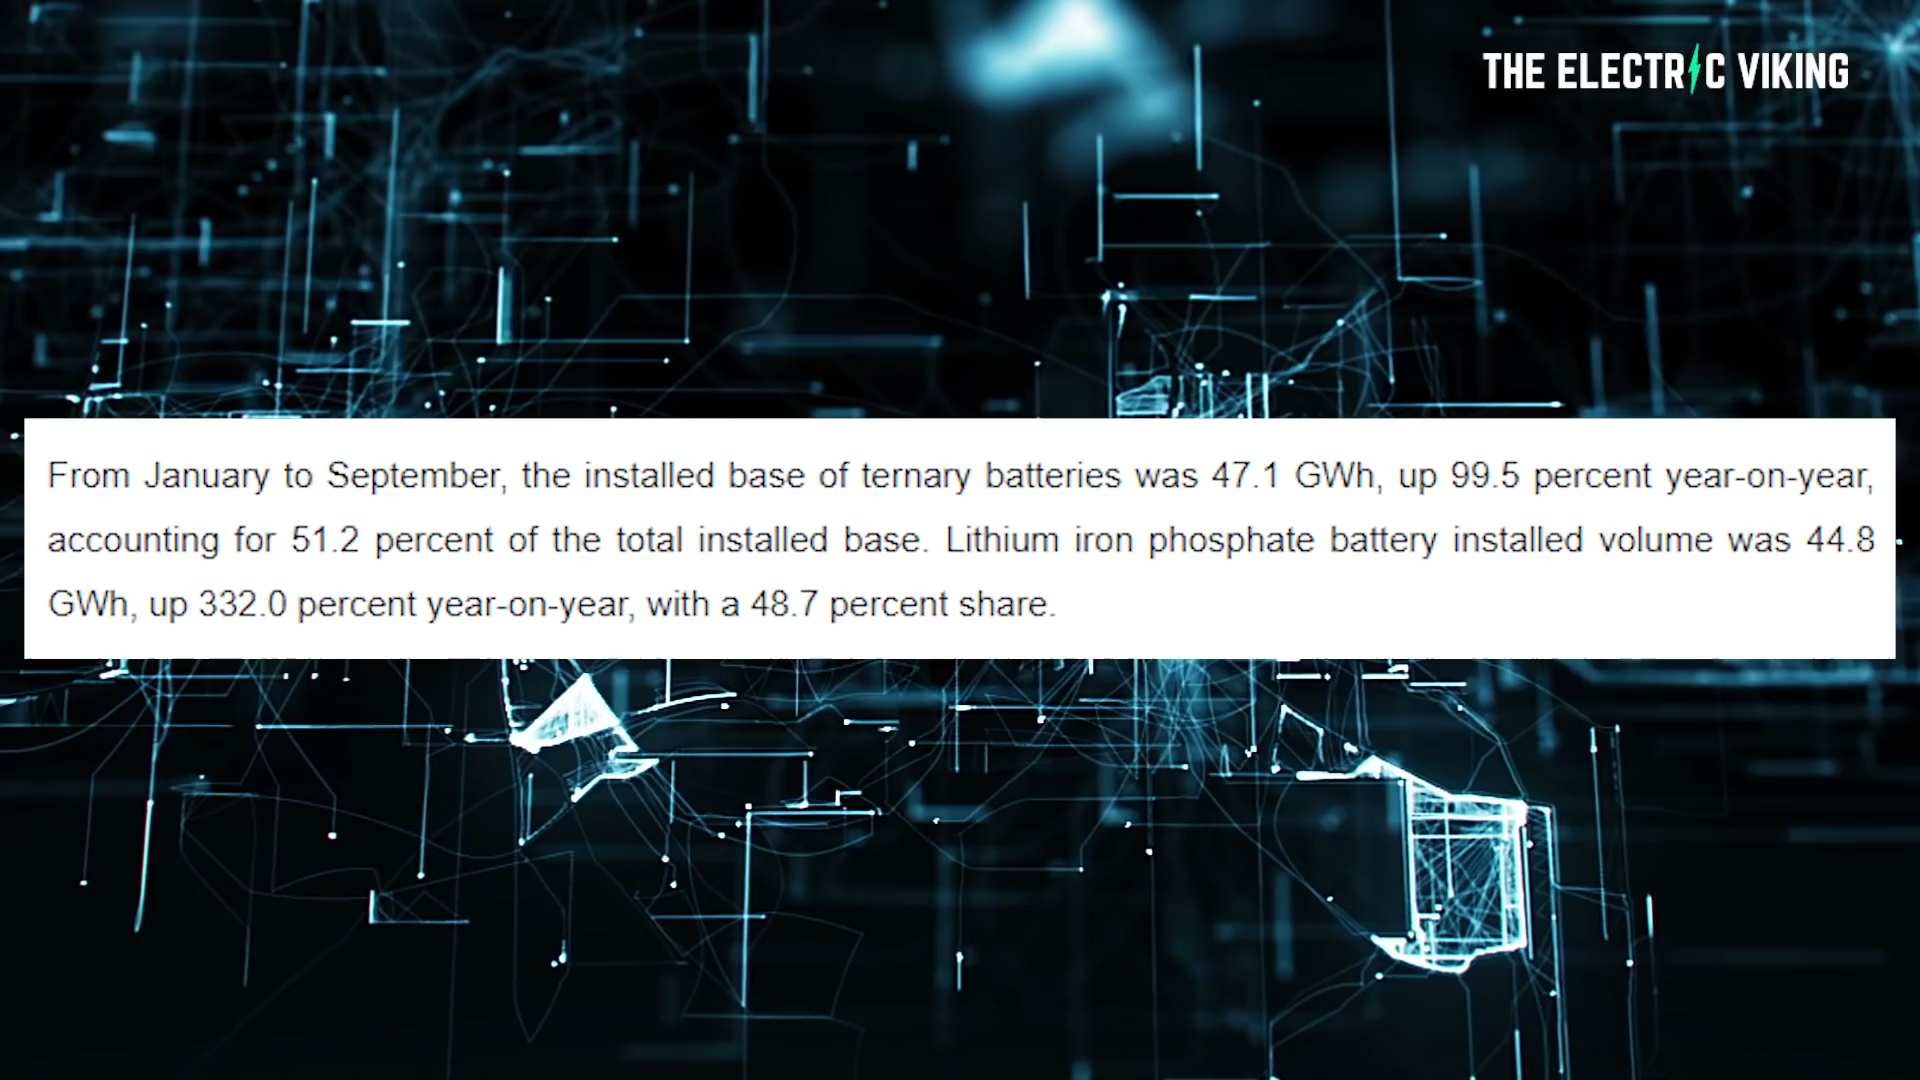 THE ELECTRIC VIKING
From January to September, the installed base of ternary batteries was 47.1 GWh, up 99.5 percent year-on-year,
accounting for 51.2 percent of the total installed base. Lithium iron phosphate battery installed volume was 44.8
GWh, up 332.0 percent year-on-year, with a 48.7 percent share.